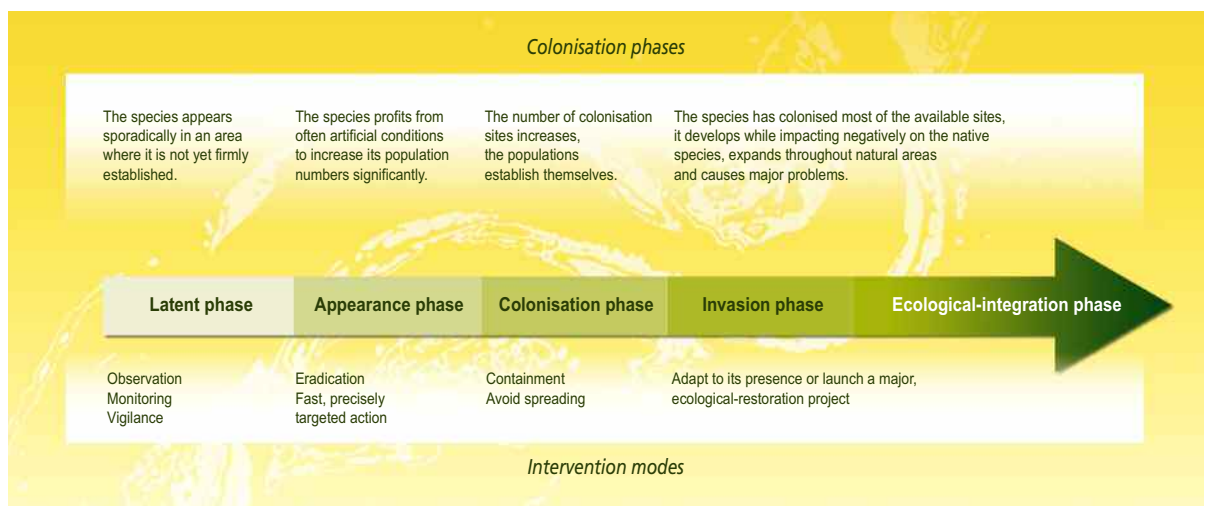 Colonisation phases
The species appears
sporadically in an area
where it is not yet firmly
established.
The species profits from
often artificial conditions
to increase its population
numbers significantly.
The number of colonisation
sites increases,
the populations
establish themselves.
The species has colonised most of the available sites,
it develops while impacting negatively on the native
species, expands throughout natural areas
and causes major problems.
Latent phase
Appearance phase
Colonisation phase
Invasion phase
Ecological-integration phase
Observation
Monitoring
Vigilance
Eradication
Fast, precisely
targeted action
Containment
Avoid spreading
Adapt to its presence or launch a major,
ecological-restoration project
Intervention modes